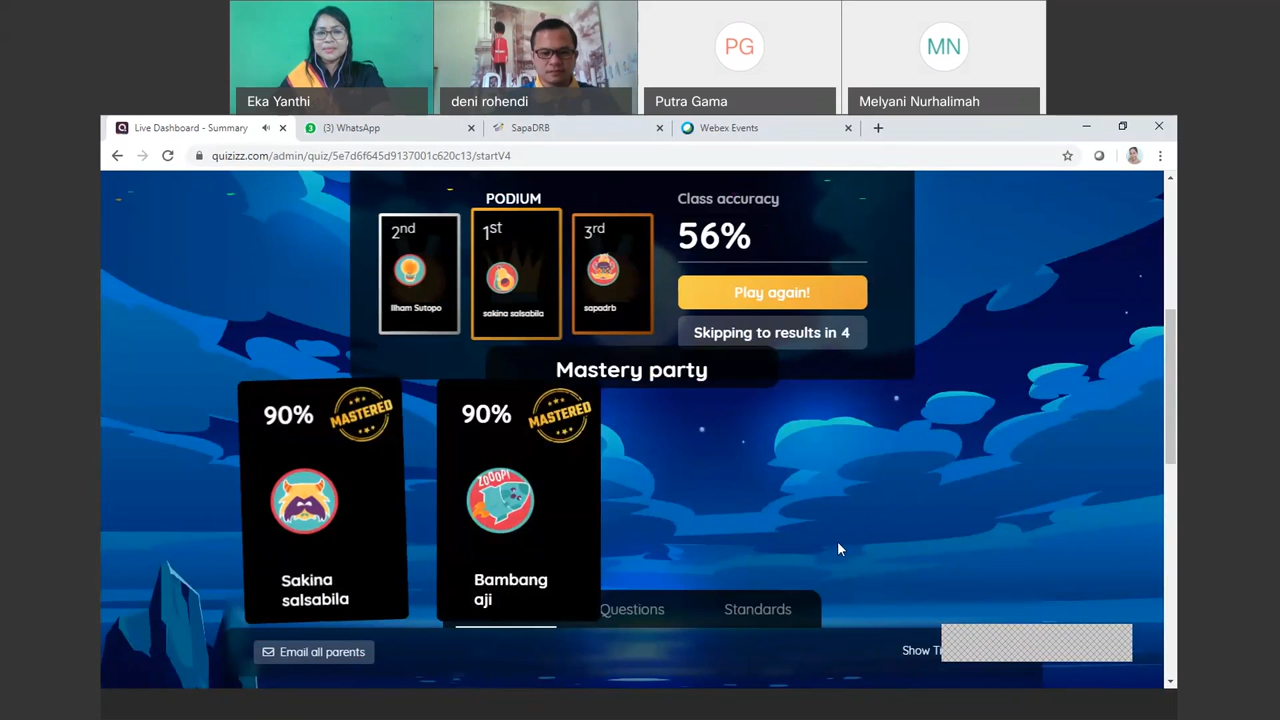 PG
MN
Eka Yanthi
deni rohendi
Putra Gama
Melyani Nurhalimah
Live Dashboard - Summary
(3) WhatsApp
SapaDRB
Webex Events
quizizz.com/admin/quiz/5e7d6f645d9137001c620c13/startV4
PODIUM
Class accuracy
2nd
1st
3rd
56%
Ilham Sutopo
sakina salsabila
sapadrb
Play again!
Skipping to results in 4
Mastery party
90%
MASTERED
90%
MASTERED
ZOOOP!
Sakina
salsabila
Bambang
aji
Questions
Standards
Email all parents
Show